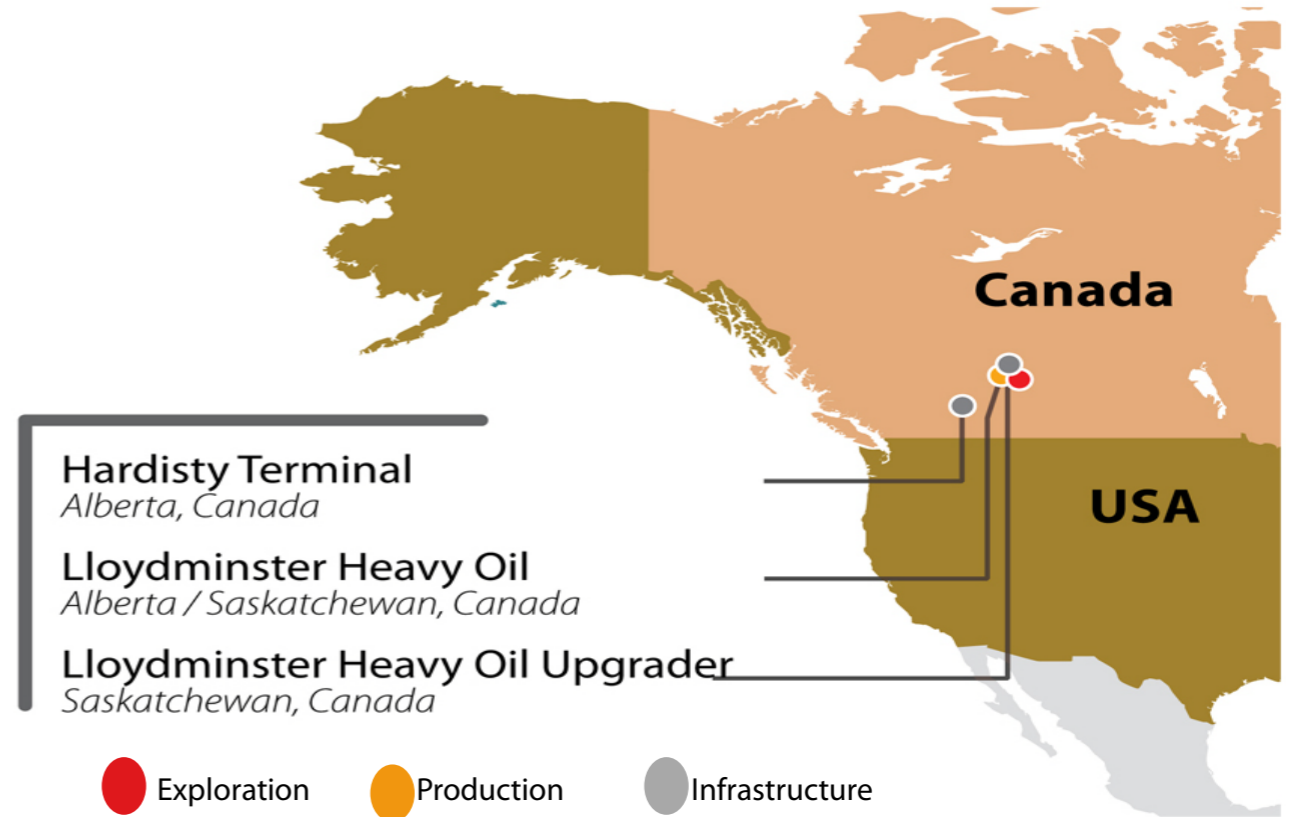 Canada
USA
Hardisty Terminal
Alberta, Canada
Lloydminster Heavy Oil
Alberta / Saskatchewan, Canada
Lloydminster Heavy Oil Upgrader
Saskatchewan, Canada
Exploration
Production
Infrastructure